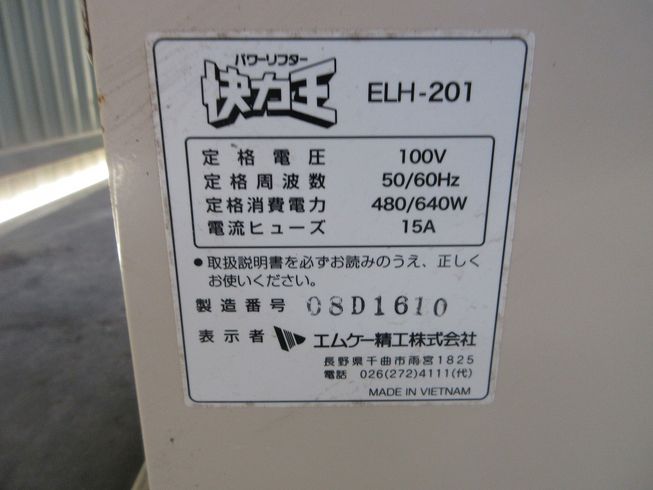 パワーリフター
快力王 ELH-201
定格電圧 100V
定格周波数 50/60Hz
定格消費電力 480/640W
電流ヒューズ 15A
●取扱説明書を必ずお読みのうえ、正しく
お使いください。
製造番号 08D1610
表示者 エムケー精工株式会社
長野県千曲市雨宮1825
電話 026(272)4111(代)
MADE IN VIETNAM